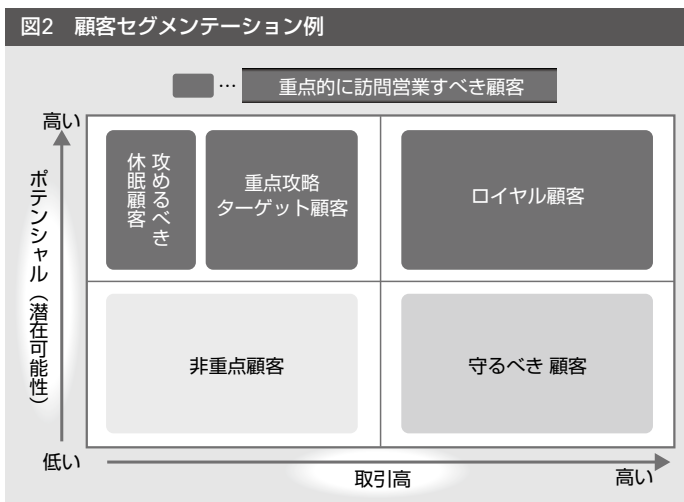 図2 顧客セグメンテーション例
… 重点的に訪問営業すべき顧客
高い
ポテンシャル（潜在可能性）
攻めるべき
休眠顧客
重点攻略
ターゲット顧客
ロイヤル顧客
非重点顧客
守るべき 顧客
低い
取引高
高い